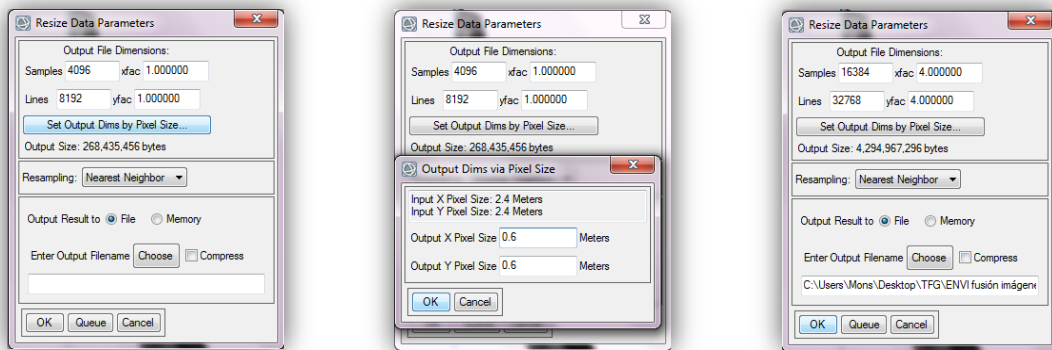 Resize Data Parameters
Output File Dimensions:
Samples 4096 xfac 1.000000
Lines 8192 yfac 1.000000
Set Output Dims by Pixel Size...
Output Size: 268,435,456 bytes
Resampling: Nearest Neighbor
Output Result to File Memory
Enter Output Filename Choose Compress
OK Queue Cancel
Resize Data Parameters
Output File Dimensions:
Samples 4096 xfac 1.000000
Lines 8192 yfac 1.000000
Set Output Dims by Pixel Size...
Output Size: 268,435,456 bytes
Output Dims via Pixel Size
Input X Pixel Size: 2.4 Meters
Input Y Pixel Size: 2.4 Meters
Output X Pixel Size 0.6 Meters
Output Y Pixel Size 0.6 Meters
OK Cancel
Resize Data Parameters
Output File Dimensions:
Samples 16384 xfac 4.000000
Lines 32768 yfac 4.000000
Set Output Dims by Pixel Size...
Output Size: 4,294,967,296 bytes
Resampling: Nearest Neighbor
Output Result to File Memory
Enter Output Filename Choose Compress
C:\Users\Mons\Desktop\TFG\ENVI fusión imágene
OK Queue Cancel